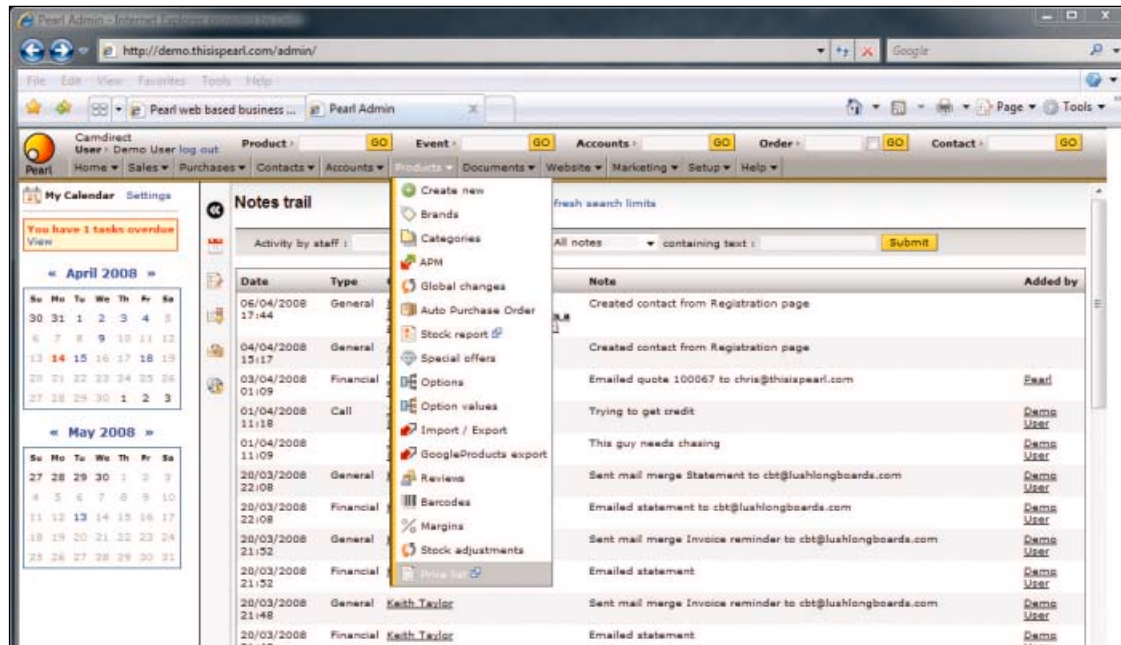 Pearl Admin - Internet Explorer provided by Dell
http://demo.thisispearl.com/admin/
Google
File Edit View Favorites Tools Help
Pearl web based business ... Pearl Admin
Page Tools
Camdirect
User › Demo User log out
Product › GO Event › GO Accounts › GO Order › GO Contact › GO
Pearl
Home Sales Purchases Contacts Accounts Products Documents Website Marketing Setup Help
My Calendar Settings
You have 1 tasks overdue
View
« April 2008 »
Su Mo Tu We Th Fr Sa
30 31 1 2 3 4 5
6 7 8 9 10 11 12
13 14 15 16 17 18 19
20 21 22 23 24 25 26
27 28 29 30 1 2 3
« May 2008 »
Su Mo Tu We Th Fr Sa
27 28 29 30 1 2 3
4 5 6 7 8 9 10
11 12 13 14 15 16 17
18 19 20 21 22 23 24
25 26 27 28 29 30 31
Create new
Brands
Categories
APM
Global changes
Auto Purchase Order
Stock report
Special offers
Options
Option values
Import / Export
GoogleProducts export
Reviews
Barcodes
Margins
Stock adjustments
Price list
Notes trail
fresh search limits
Activity by staff : All notes containing text : Submit
Date Type Note Added by
06/04/2008 General Created contact from Registration page
17:44
04/04/2008 General Created contact from Registration page
15:17
03/04/2008 Financial Emailed quote 100067 to chris@thisispearl.com Pearl
01:09
01/04/2008 Call Trying to get credit Demo
11:18 User
01/04/2008 This guy needs chasing Demo
11:09 User
20/03/2008 General Sent mail merge Statement to cbt@lushlongboards.com Demo
22:08 User
20/03/2008 Financial Emailed statement to cbt@lushlongboards.com Demo
22:08 User
20/03/2008 General Sent mail merge Invoice reminder to cbt@lushlongboards.com Demo
21:52 User
20/03/2008 Financial Emailed statement Demo
21:52 User
20/03/2008 General Keith Taylor Sent mail merge Invoice reminder to cbt@lushlongboards.com Demo
21:48 User
20/03/2008 Financial Keith Taylor Emailed statement Demo